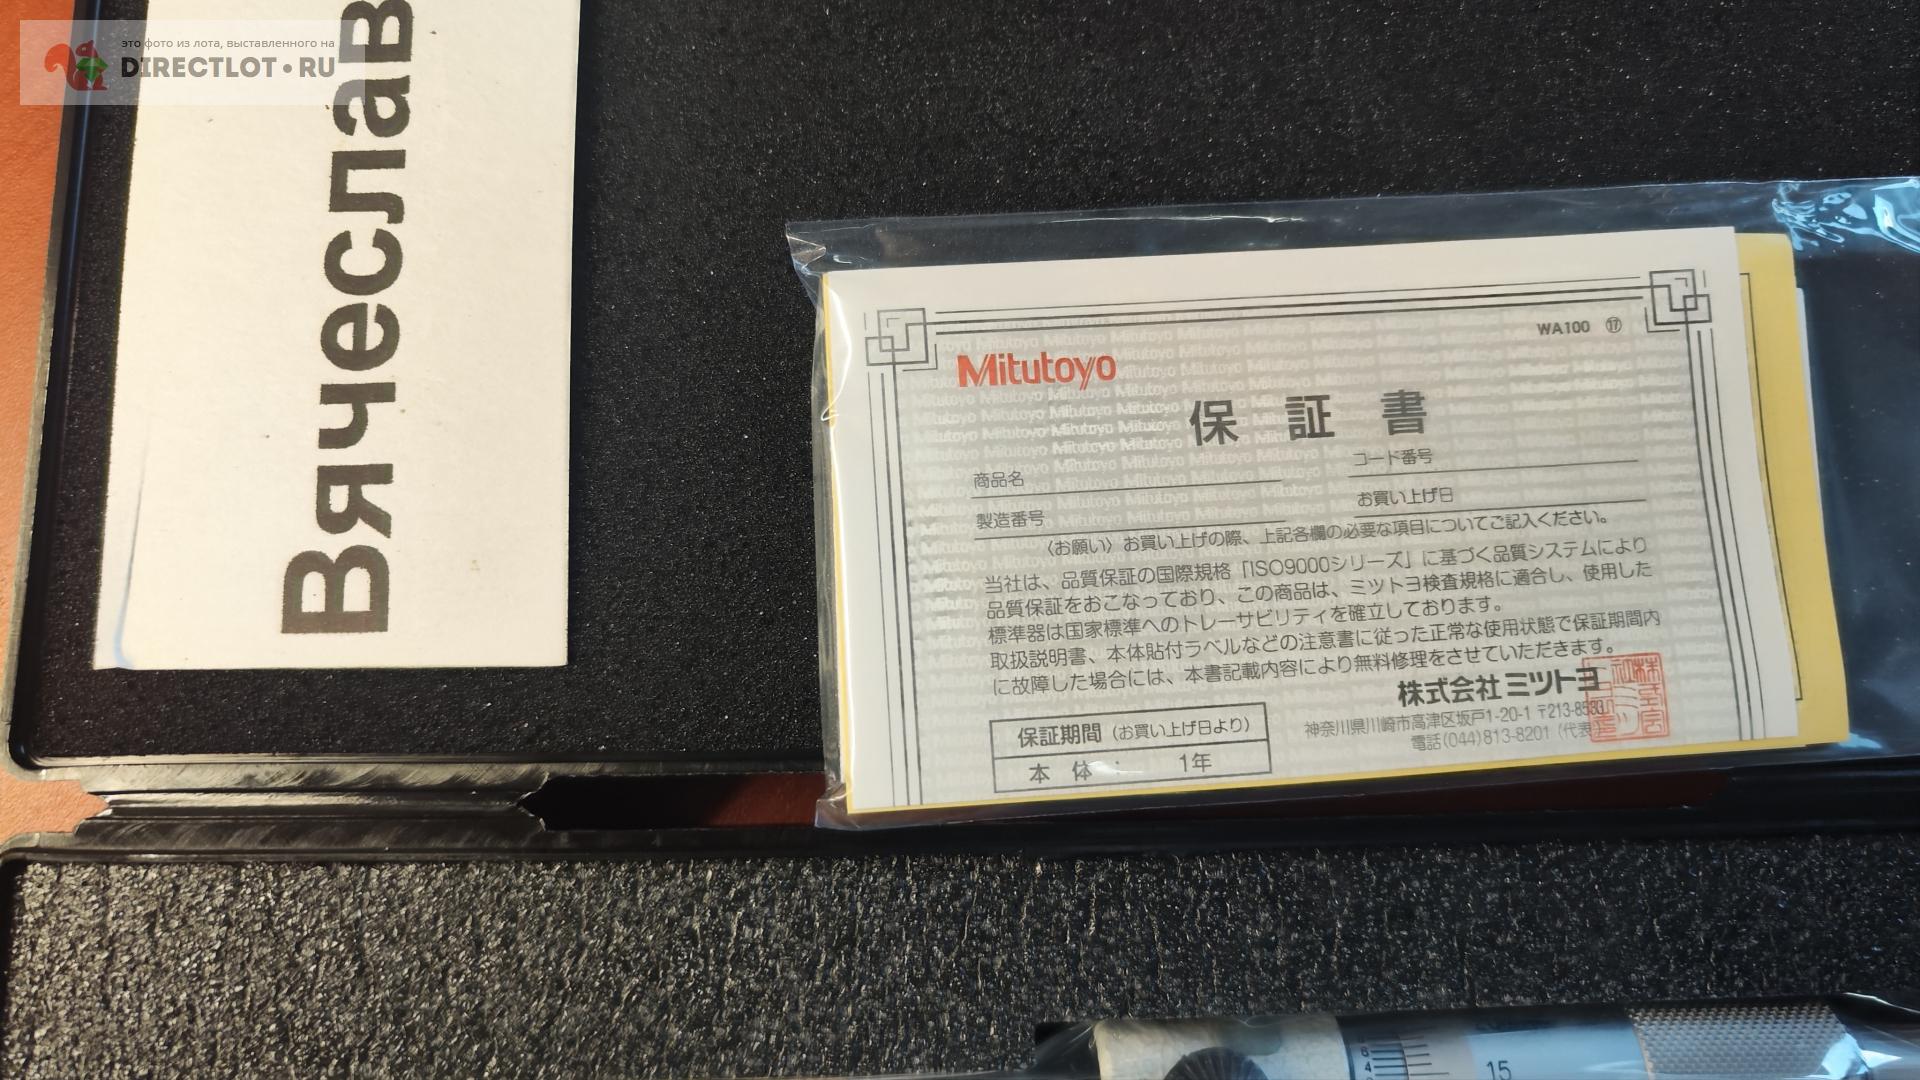 это фото из лота, выставленного на
DIRECTLOT•RU
Вячеслав
WA100 ⑰
Mitutoyo
保証書
商品名
コード番号
製造番号
お買い上げ日
〈お願い〉お買い上げの際、上記各欄の必要な項目についてご記入ください。
当社は、品質保証の国際規格「ISO9000シリーズ」に基づく品質システムにより
品質保証をおこなっており、この商品は、ミツトヨ検査規格に適合し、使用した
標準器は国家標準へのトレーサビリティを確立しております。
取扱説明書、本体貼付ラベルなどの注意書に従った正常な使用状態で保証期間内
に故障した場合には、本書記載内容により無料修理をさせていただきます。
株式会社ミツトヨ
神奈川県川崎市高津区坂戸1-20-1 〒213-8533
電話(044)813-8201 (代表)
保証期間 (お買い上げ日より)
本体: 1年
15